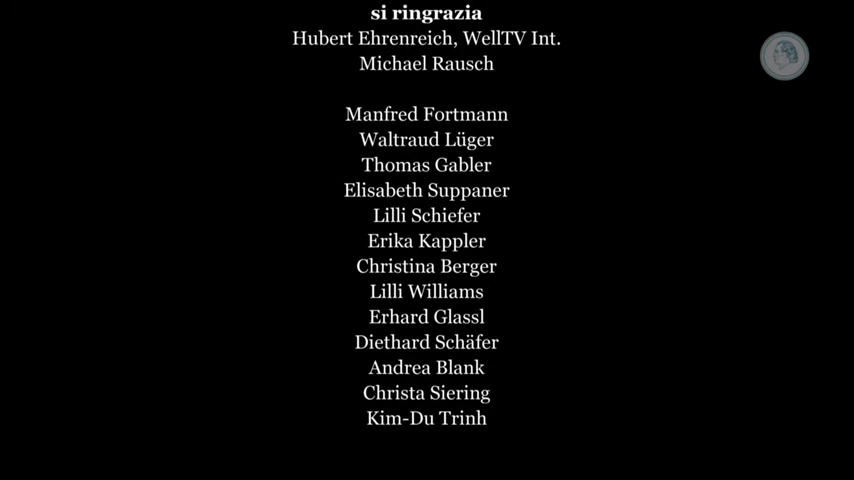 si ringrazia
Hubert Ehrenreich, WellTV Int.
Michael Rausch
Manfred Fortmann
Waltraud Lüger
Thomas Gabler
Elisabeth Suppaner
Lilli Schiefer
Erika Kappler
Christina Berger
Lilli Williams
Erhard Glassl
Diethard Schäfer
Andrea Blank
Christa Siering
Kim-Du Trinh